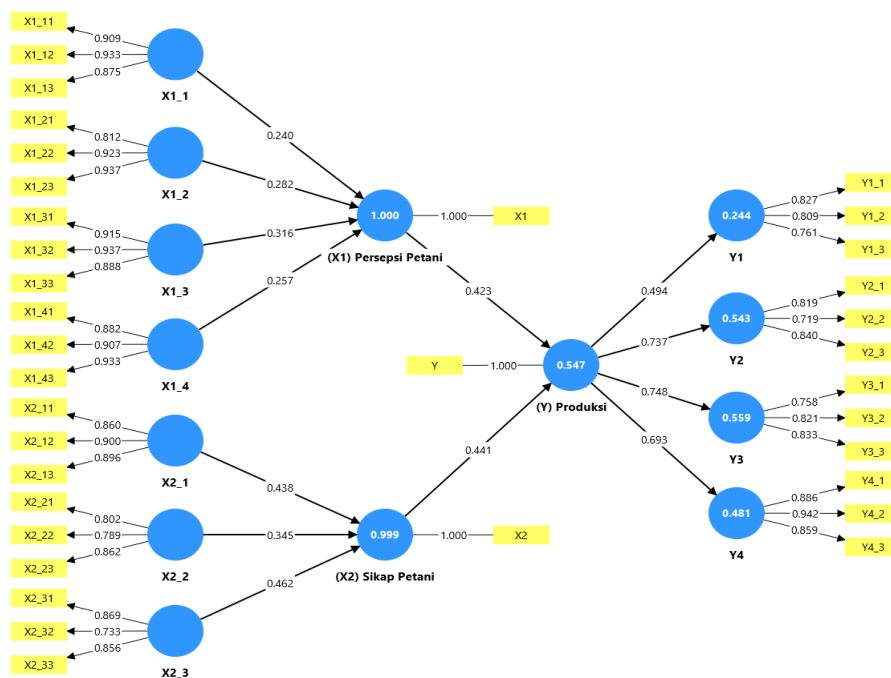 X1_11
0.909
X1_12
0.933
X1_13
0.875
X1_1
0.240
X1_21
0.812
X1_22
0.923
X1_23
0.937
X1_2
0.282
X1_31
0.915
X1_32
0.937
X1_33
0.888
X1_3
0.316
X1_41
0.882
X1_42
0.907
X1_43
0.933
X1_4
0.257
1.000
1.000
X1
(X1) Persepsi Petani
0.423
X2_11
0.860
X2_12
0.900
X2_13
0.896
X2_1
0.438
X2_21
0.802
X2_22
0.789
X2_23
0.862
X2_2
0.345
X2_31
0.869
X2_32
0.733
X2_33
0.856
X2_3
0.462
0.999
1.000
X2
(X2) Sikap Petani
0.441
Y
1.000
0.547
(Y) Produksi
0.494
0.244
Y1
0.827
Y1_1
0.809
Y1_2
0.761
Y1_3
0.737
0.543
Y2
0.819
Y2_1
0.719
Y2_2
0.840
Y2_3
0.748
0.559
Y3
0.758
Y3_1
0.821
Y3_2
0.833
Y3_3
0.693
0.481
Y4
0.886
Y4_1
0.942
Y4_2
0.859
Y4_3